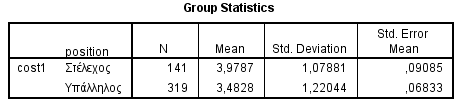 Group Statistics
position N Mean Std. Deviation Std. Error Mean
cost1 Στέλεχος 141 3,9787 1,07881 ,09085
Υπάλληλος 319 3,4828 1,22044 ,06833